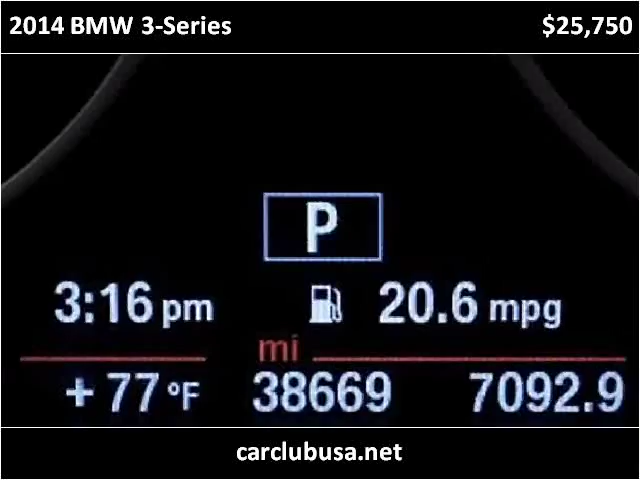 2014 BMW 3-Series $25,750
P
3:16 pm 20.6 mpg
mi
+ 77 °F 38669 7092.9
carclubusa.net